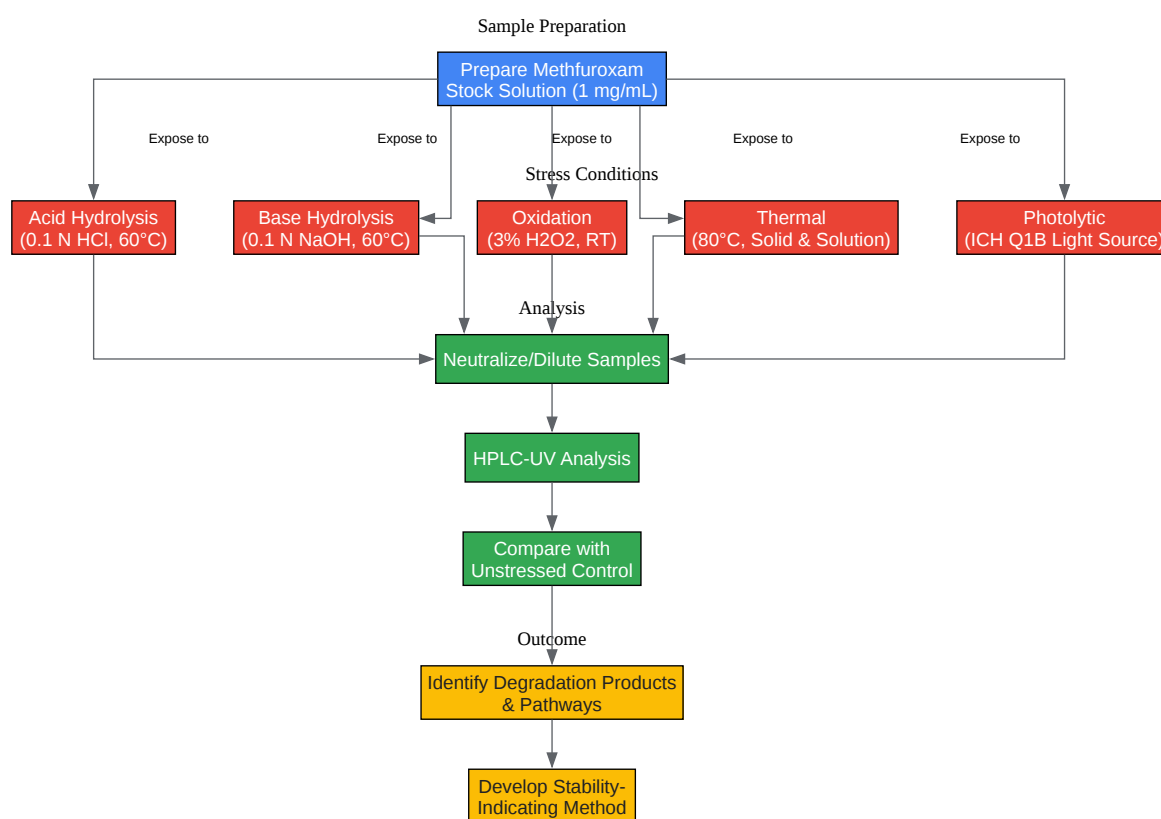 Sample Preparation
Prepare Methfuroxam
Stock Solution (1 mg/mL)
Expose to
Expose to
Expose to
Expose to
Expose to
Stress Conditions
Acid Hydrolysis
(0.1 N HCl, 60°C)
Base Hydrolysis
(0.1 N NaOH, 60°C)
Oxidation
(3% H2O2, RT)
Thermal
(80°C, Solid & Solution)
Photolytic
(ICH Q1B Light Source)
Analysis
Neutralize/Dilute Samples
HPLC-UV Analysis
Compare with
Unstressed Control
Outcome
Identify Degradation Products
& Pathways
Develop Stability-
Indicating Method